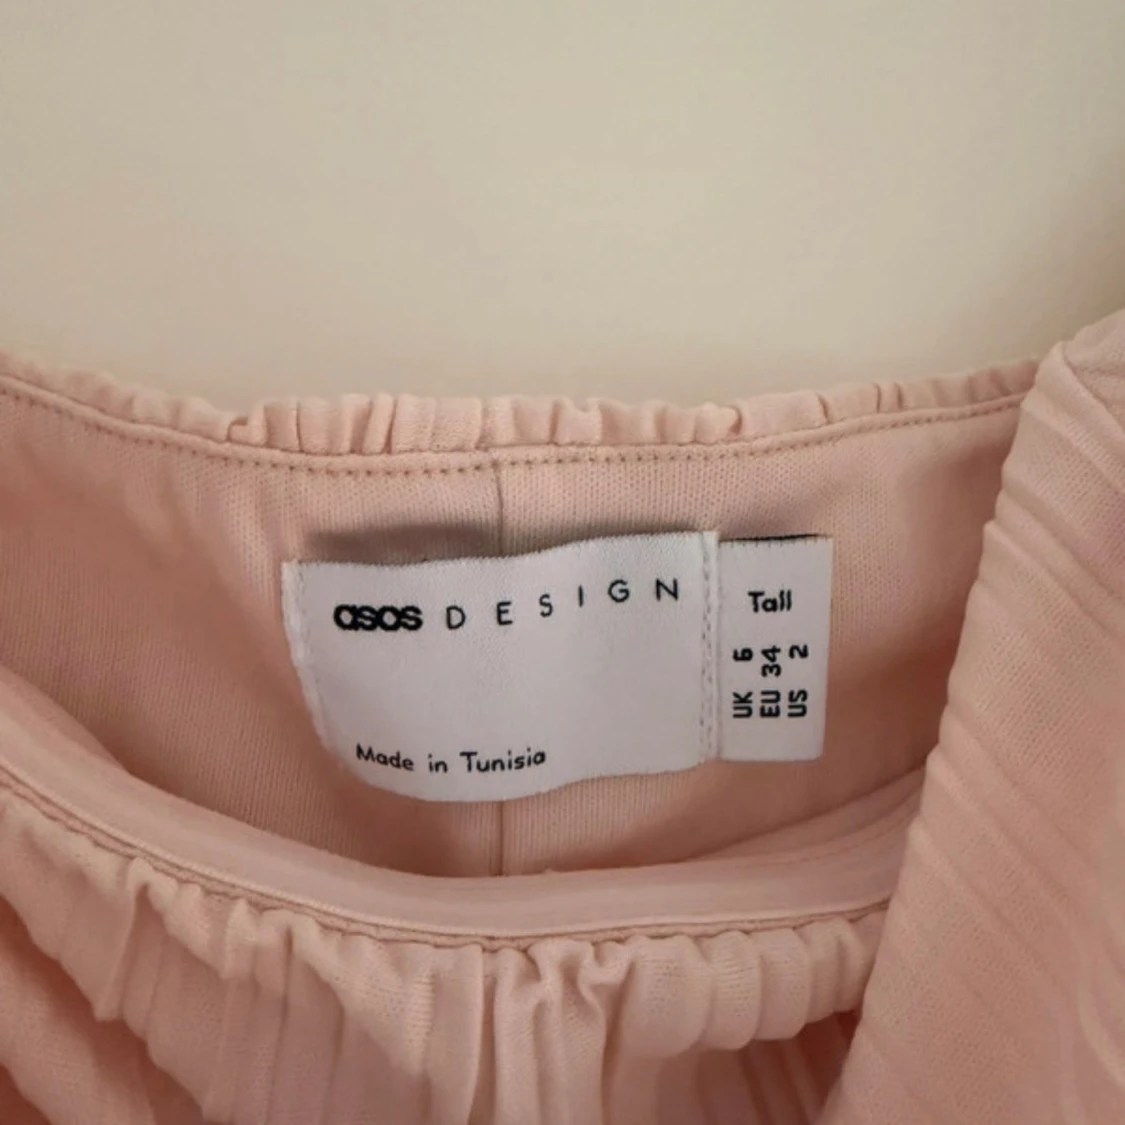 asos DESIGN
Made in Tunisia
Tall
UK 6
EU 34
US 2